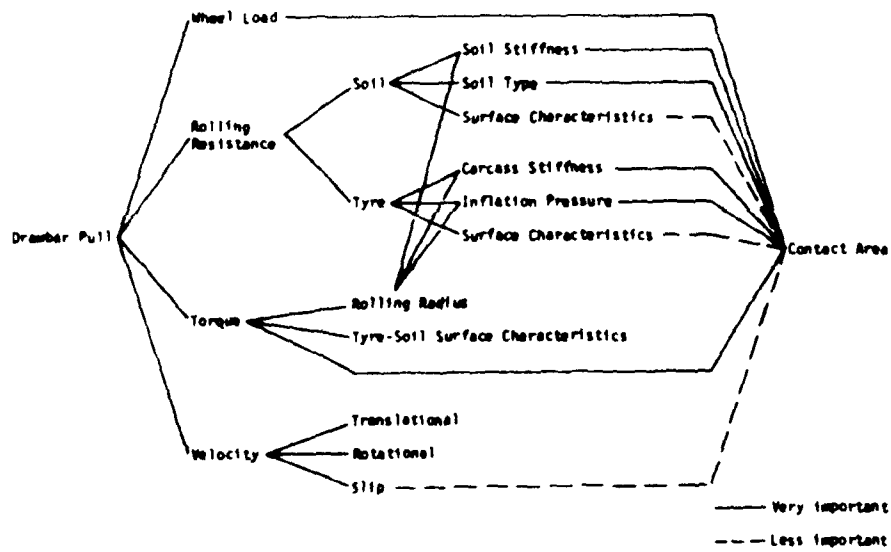 Wheel Load
Soil Stiffness
Soil
Soil Type
Surface Characteristics
Rolling
Resistance
Carcass Stiffness
Tyre
Inflation Pressure
Surface Characteristics
Drawbar Pull
Contact Area
Rolling Radius
Torque
Tyre-Soil Surface Characteristics
Translational
Velocity
Rotational
Slip
Very important
Less important